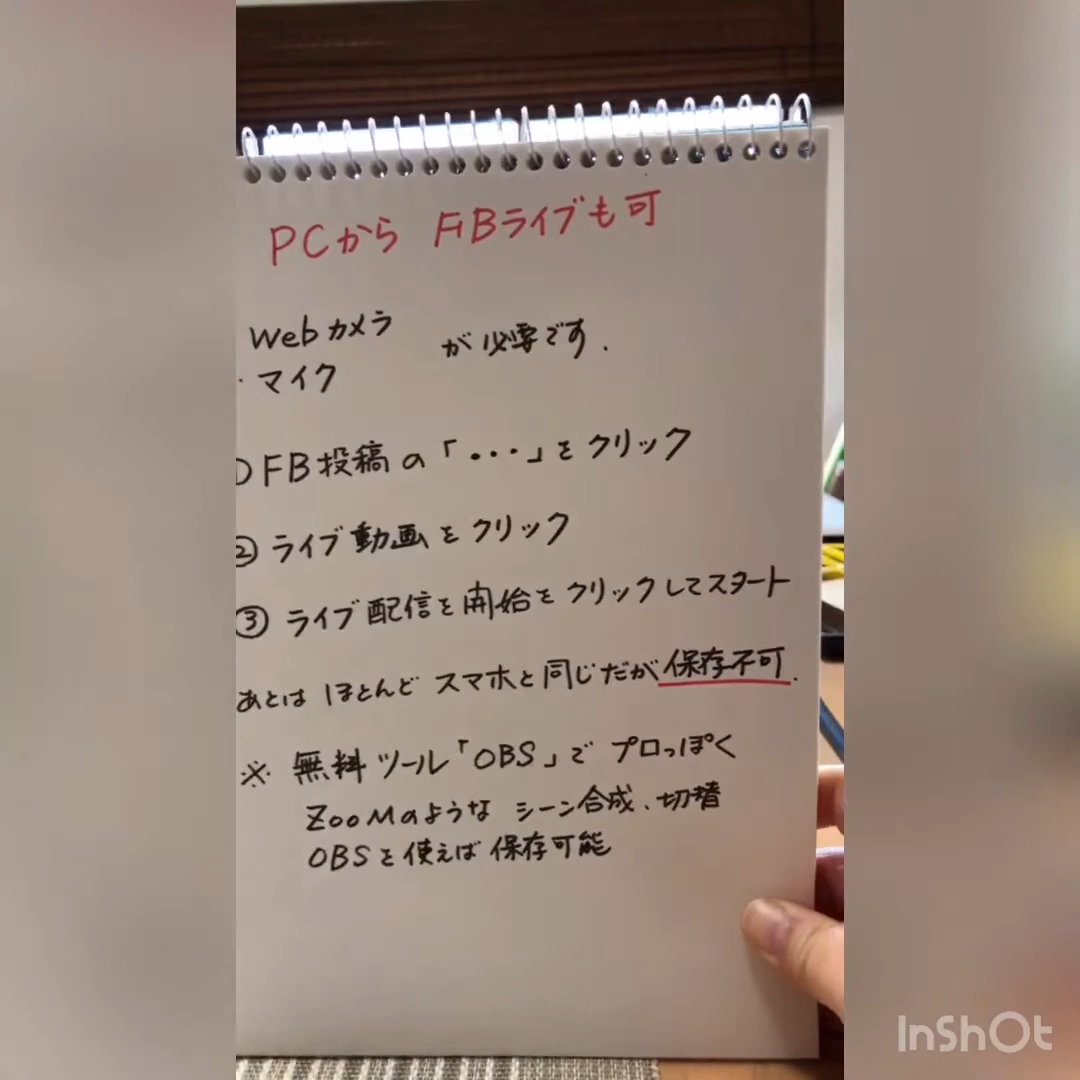 PCから FBライブも可
Webカメラ
・マイク
が必要です.
① FB投稿の「・・・」をクリック
② ライブ動画をクリック
③ ライブ配信を開始をクリックしてスタート
あとは ほとんど スマホと同じだが 保存不可.
※ 無料ツール「OBS」で プロっぽく
ZOOMのような シーン合成、切替
OBSを使えば 保存可能
InShOt